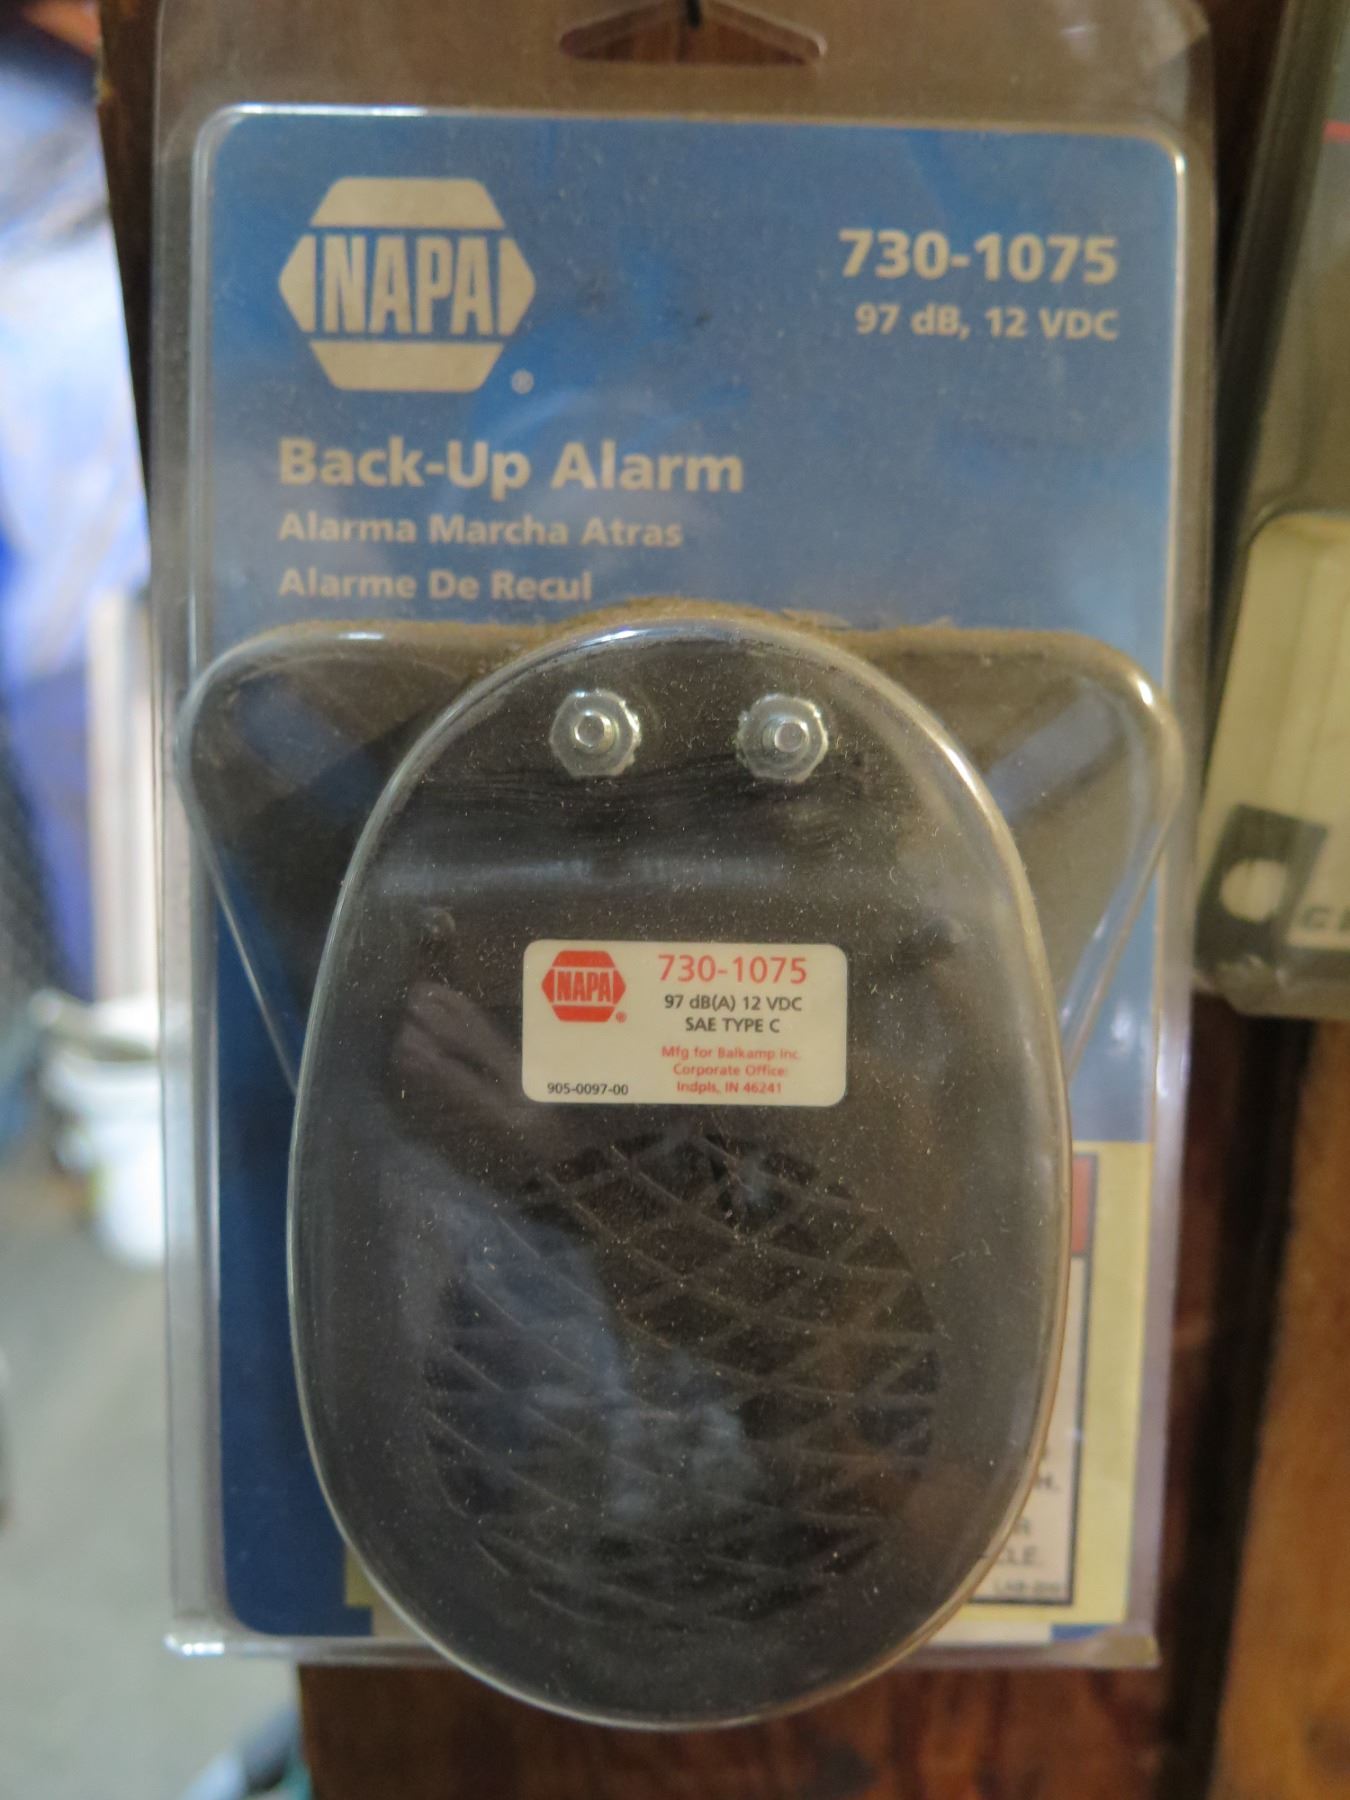 NAPA
®
730-1075
97 dB, 12 VDC
Back-Up Alarm
Alarma Marcha Atras
Alarme De Recul
NAPA
®
730-1075
97 dB(A) 12 VDC
SAE TYPE C
Mfg for Balkamp Inc.
Corporate Office:
Indpls, IN 46241
905-0097-00